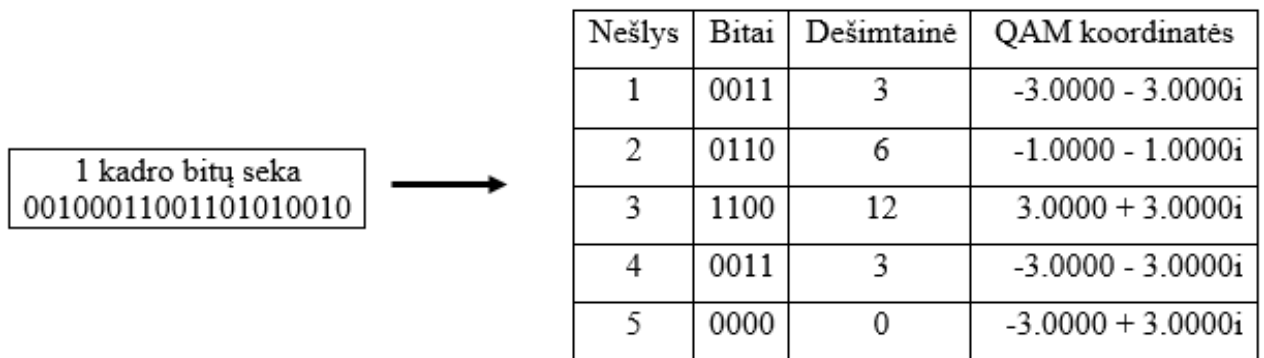 1 kadro bitų seka
00100011001101010010
Nešlys Bitai Dešimtainė QAM koordinatės
1 0011 3 -3.0000 - 3.0000i
2 0110 6 -1.0000 - 1.0000i
3 1100 12 3.0000 + 3.0000i
4 0011 3 -3.0000 - 3.0000i
5 0000 0 -3.0000 + 3.0000i